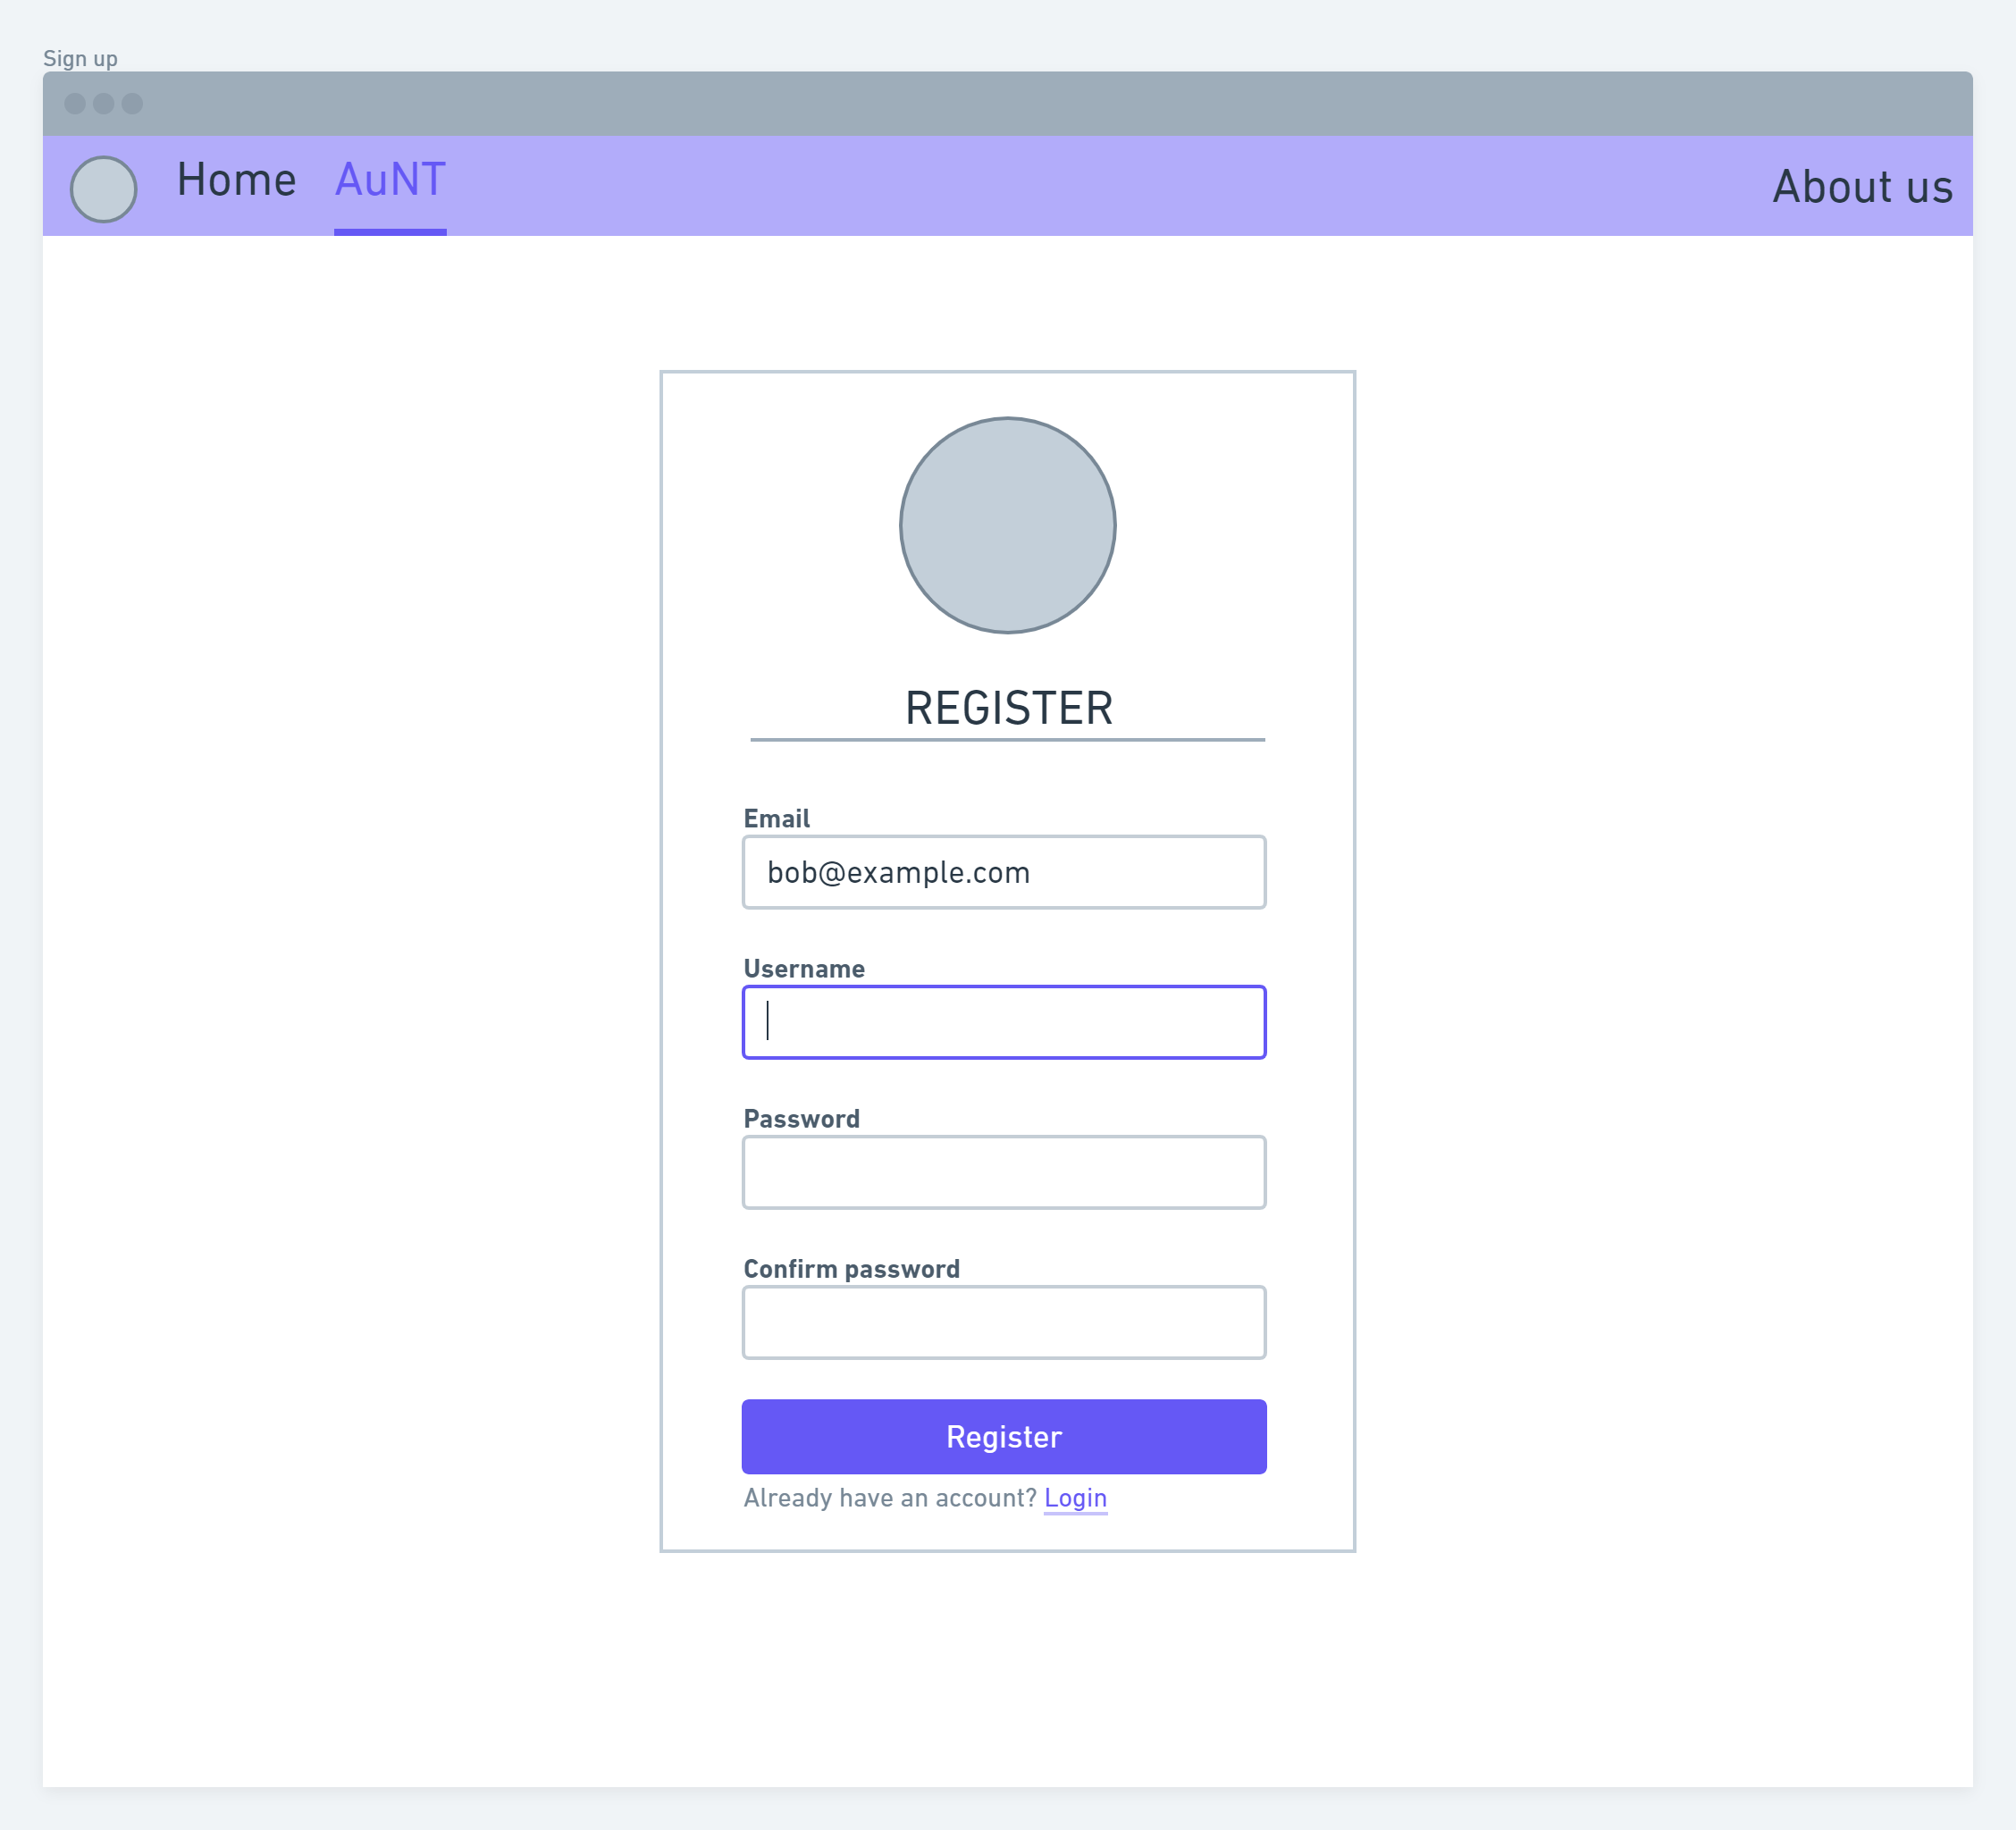 Sign up
Home AuNT About us
REGISTER
Email
bob@example.com
Username
Password
Confirm password
Register
Already have an account? Login